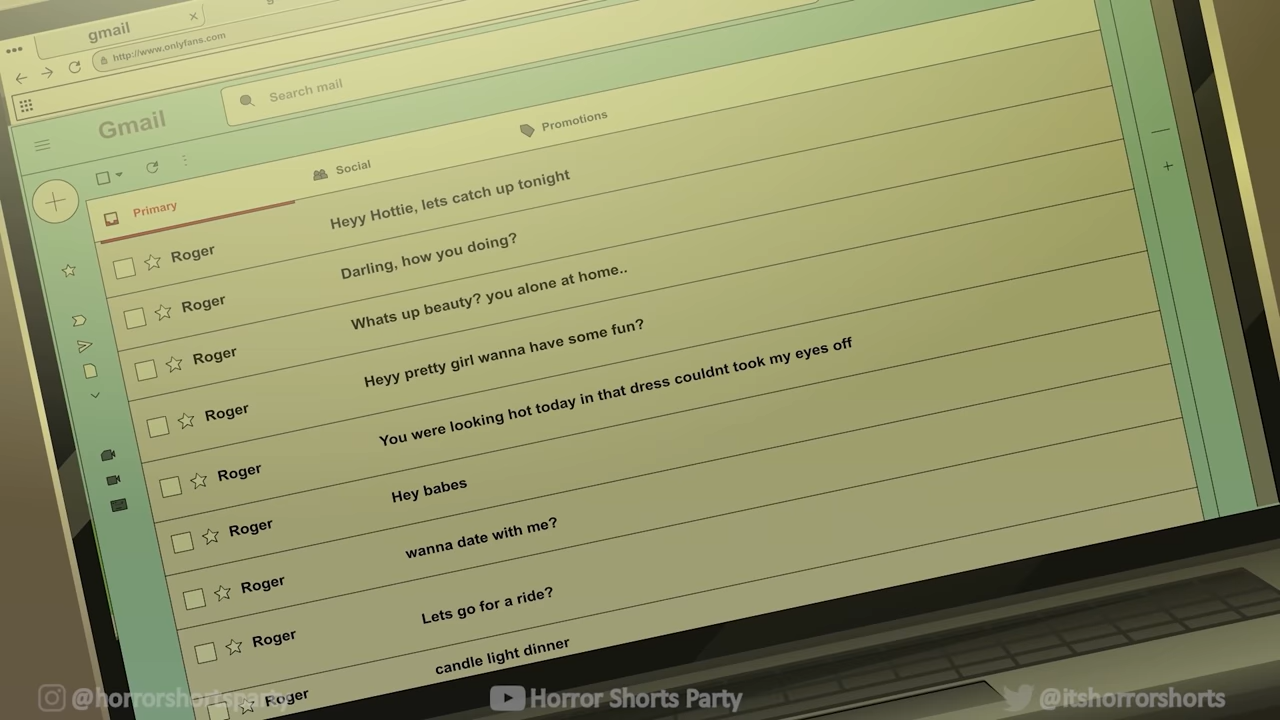 gmail
http://www.onlyfans.com
Gmail
Search mail
Primary
Social
Promotions
Roger
Heyy Hottie, lets catch up tonight
Roger
Darling, how you doing?
Roger
Whats up beauty? you alone at home..
Roger
Heyy pretty girl wanna have some fun?
Roger
You were looking hot today in that dress couldnt took my eyes off
Roger
Hey babes
Roger
wanna date with me?
Roger
Lets go for a ride?
Roger
candle light dinner
@horrorshortsparty
Horror Shorts Party
@itshorrorshorts